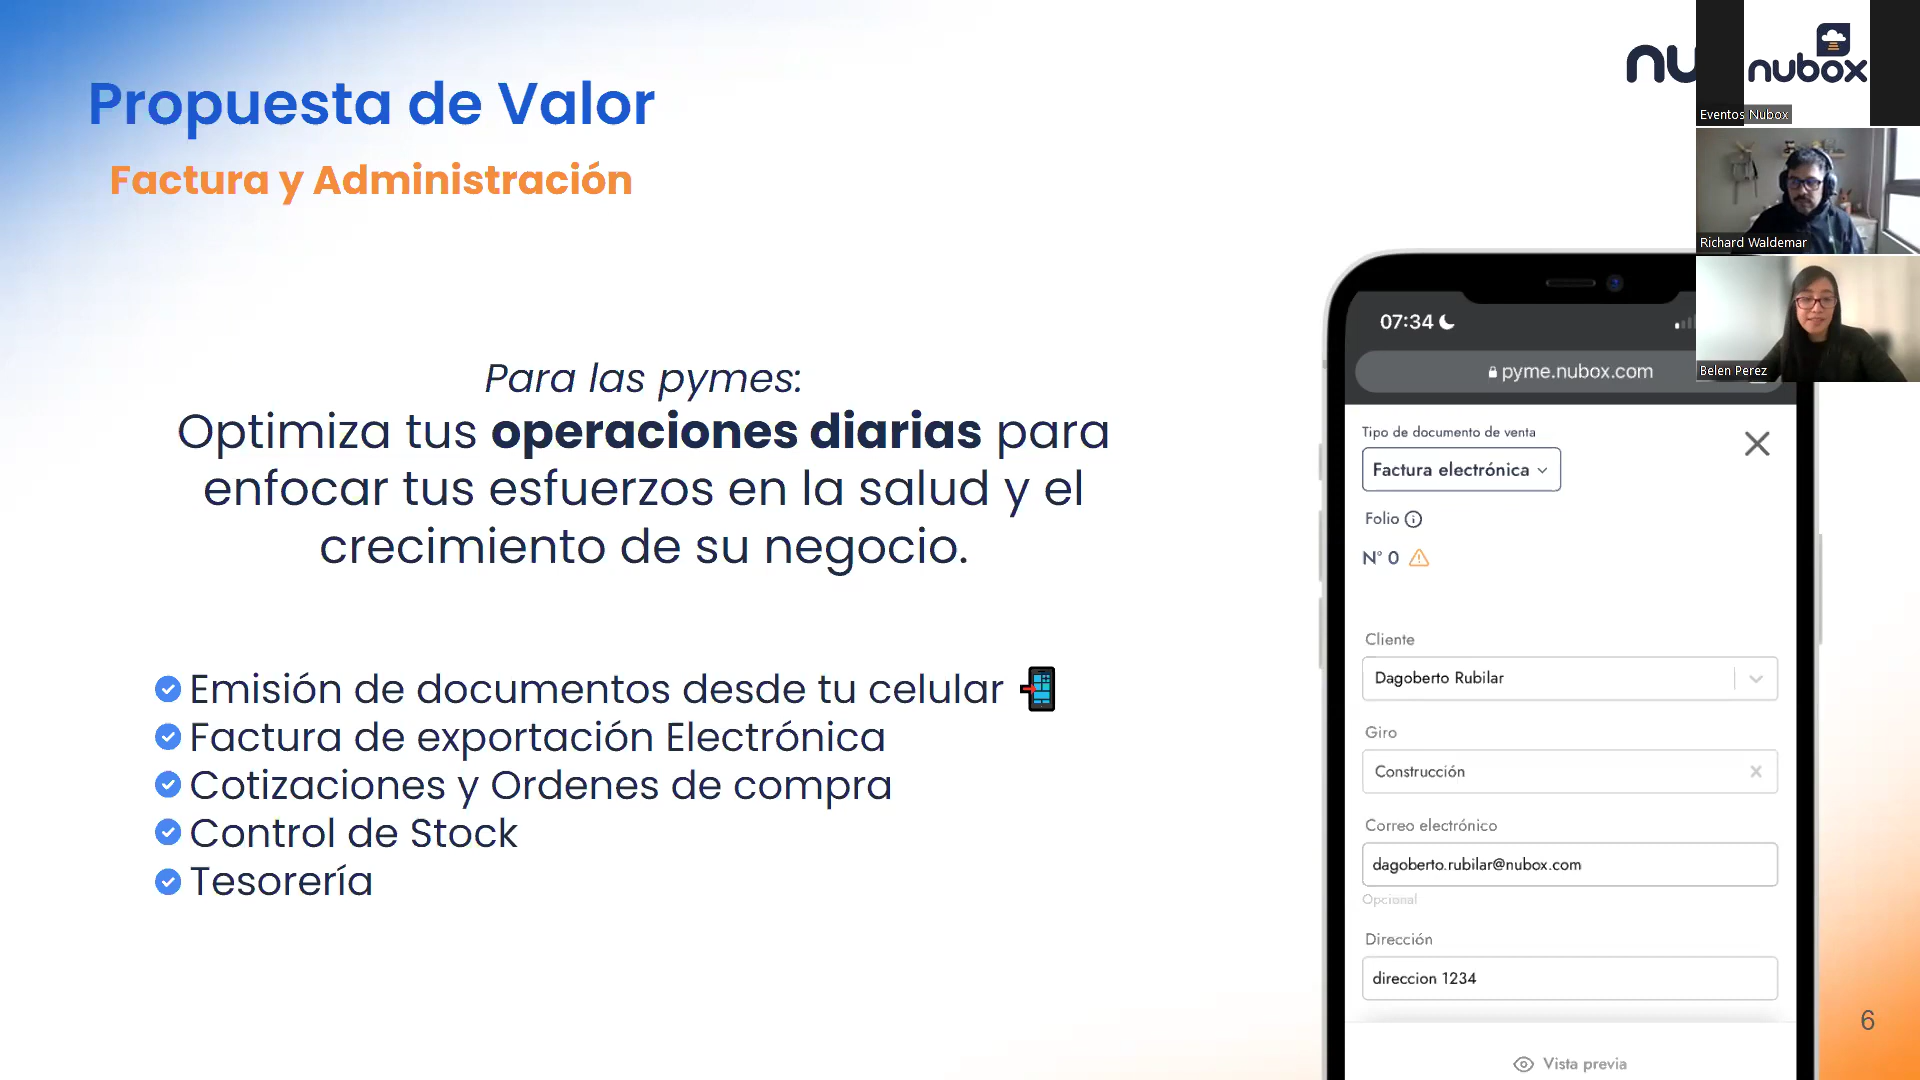 Propuesta de Valor
Factura y Administración
Para las pymes:
Optimiza tus operaciones diarias para
enfocar tus esfuerzos en la salud y el
crecimiento de su negocio.
Emisión de documentos desde tu celular
Factura de exportación Electrónica
Cotizaciones y Ordenes de compra
Control de Stock
Tesorería
nu
nubox
Eventos Nubox
Richard Waldemar
Belen Perez
07:34
pyme.nubox.com
Tipo de documento de venta
Factura electrónica
Folio
N° 0
Cliente
Dagoberto Rubilar
Giro
Construcción
Correo electrónico
dagoberto.rubilar@nubox.com
Opcional
Dirección
direccion 1234
Vista previa
6